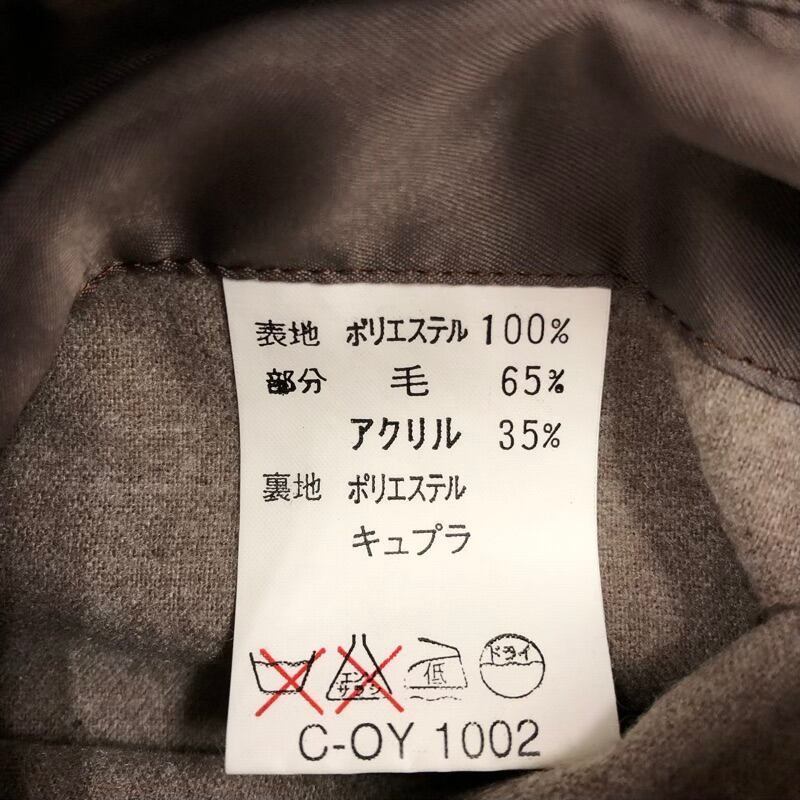 表地 ポリエステル 100%
部分 毛 65%
アクリル 35%
裏地 ポリエステル
キュプラ
エンソ サラシ 低 ドライ
C-OY 1002